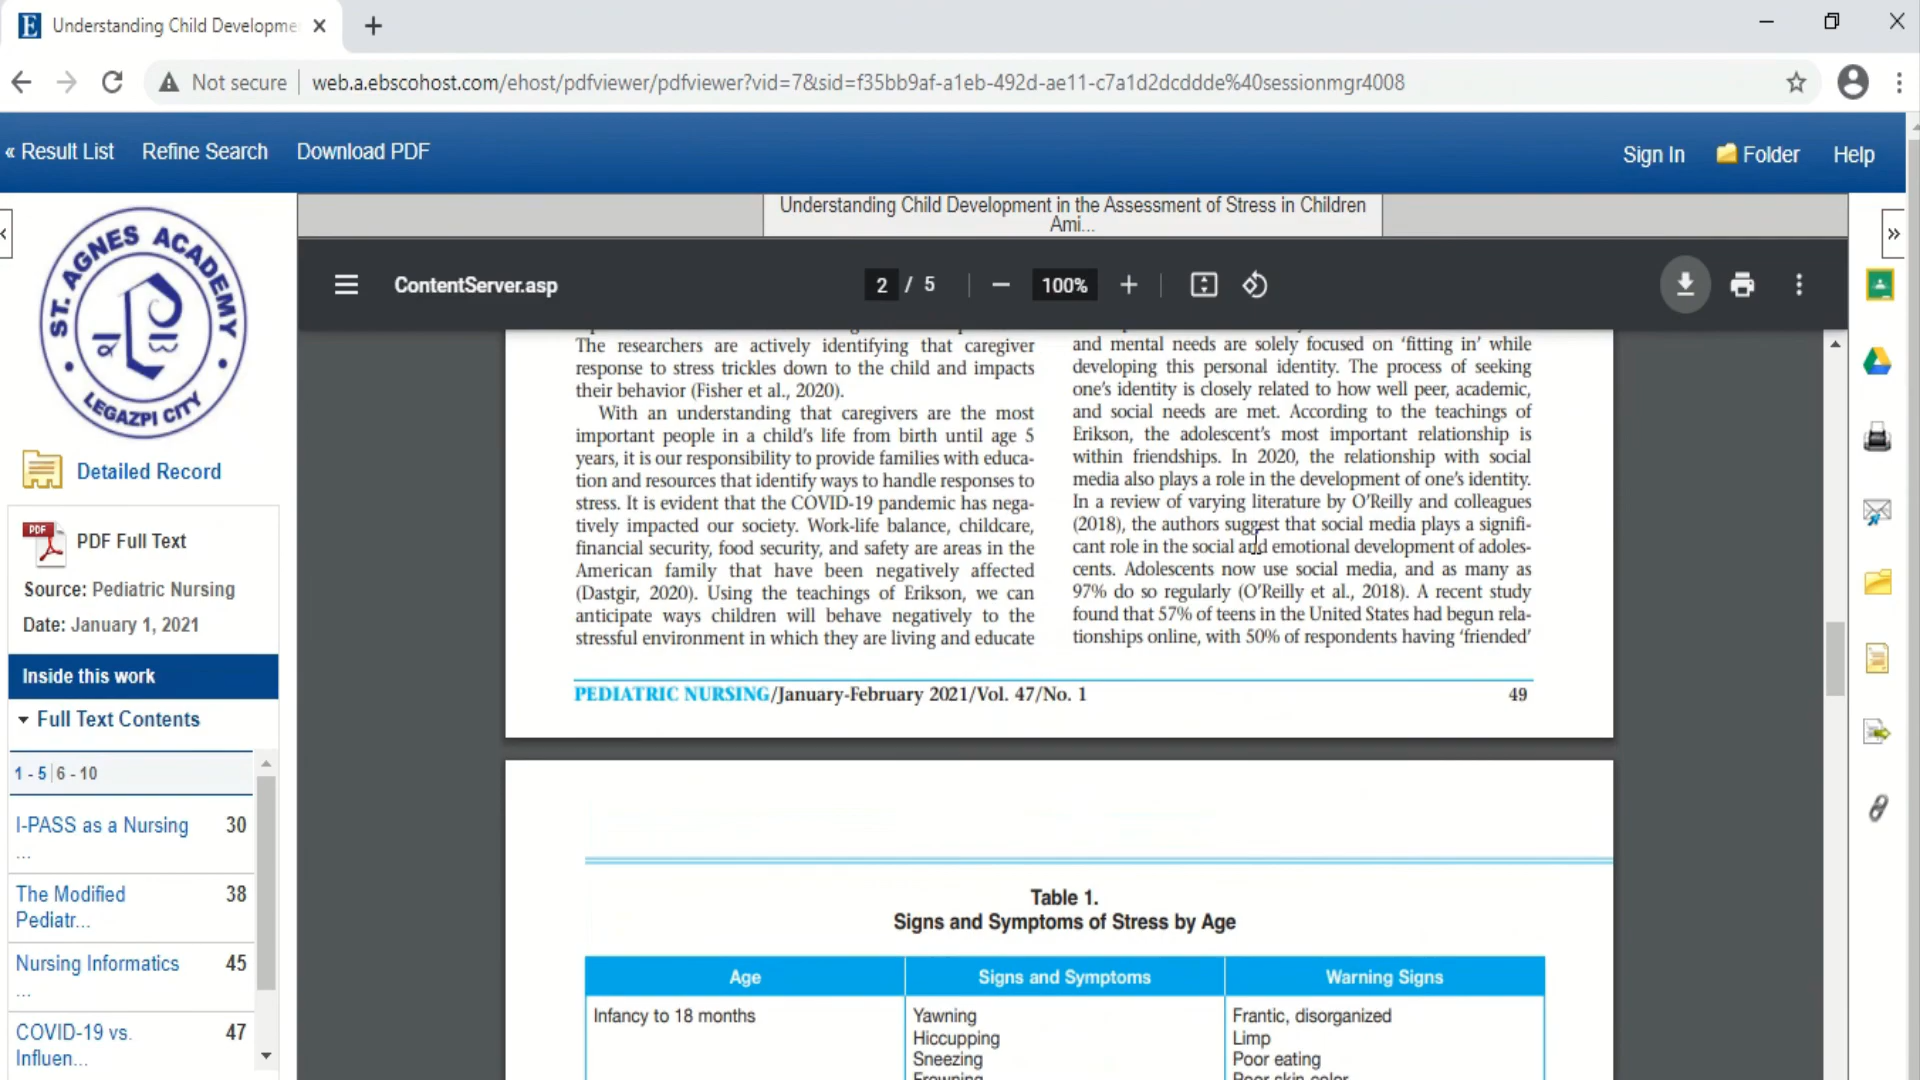 Understanding Child Developme
Not secure
web.a.ebscohost.com/ehost/pdfviewer/pdfviewer?vid=7&sid=f35bb9af-a1eb-492d-ae11-c7a1d2dcddde%40sessionmgr4008
« Result List
Refine Search
Download PDF
Sign In
Folder
Help
ST. AGNES ACADEMY
LEGAZPI CITY
Detailed Record
PDF
PDF Full Text
Source: Pediatric Nursing
Date: January 1, 2021
Inside this work
Full Text Contents
1 - 5 | 6 - 10
I-PASS as a Nursing ... 30
The Modified Pediatr... 38
Nursing Informatics ... 45
COVID-19 vs. Influen... 47
Understanding Child Development in the Assessment of Stress in Children
Ami...
»
ContentServer.asp
2 / 5
100%
The researchers are actively identifying that caregiver
response to stress trickles down to the child and impacts
their behavior (Fisher et al., 2020).
With an understanding that caregivers are the most
important people in a child's life from birth until age 5
years, it is our responsibility to provide families with educa-
tion and resources that identify ways to handle responses to
stress. It is evident that the COVID-19 pandemic has nega-
tively impacted our society. Work-life balance, childcare,
financial security, food security, and safety are areas in the
American family that have been negatively affected
(Dastgir, 2020). Using the teachings of Erikson, we can
anticipate ways children will behave negatively to the
stressful environment in which they are living and educate
and mental needs are solely focused on 'fitting in' while
developing this personal identity. The process of seeking
one's identity is closely related to how well peer, academic,
and social needs are met. According to the teachings of
Erikson, the adolescent's most important relationship is
within friendships. In 2020, the relationship with social
media also plays a role in the development of one's identity.
In a review of varying literature by O'Reilly and colleagues
(2018), the authors suggest that social media plays a signifi-
cant role in the social and emotional development of adoles-
cents. Adolescents now use social media, and as many as
97% do so regularly (O'Reilly et al., 2018). A recent study
found that 57% of teens in the United States had begun rela-
tionships online, with 50% of respondents having 'friended'
PEDIATRIC NURSING/January-February 2021/Vol. 47/No. 1
49
Table 1.
Signs and Symptoms of Stress by Age
Age
Signs and Symptoms
Warning Signs
Infancy to 18 months
Yawning
Hiccupping
Sneezing
Frowning
Frantic, disorganized
Limp
Poor eating
Poor skin color